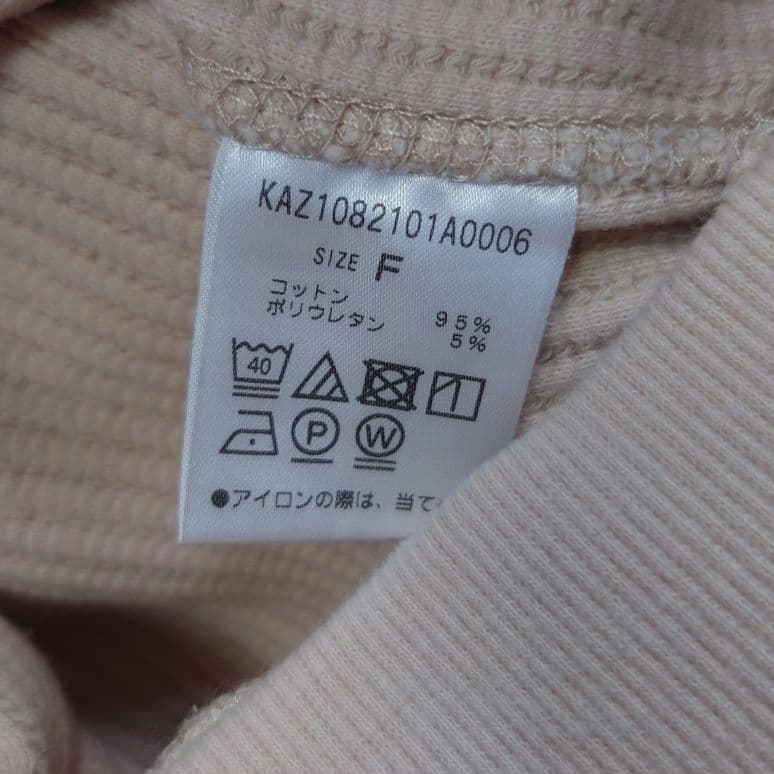 KAZ1082101A0006
SIZE F
コットン 95%
ポリウレタン 5%
40
P W
●アイロンの際は、当て